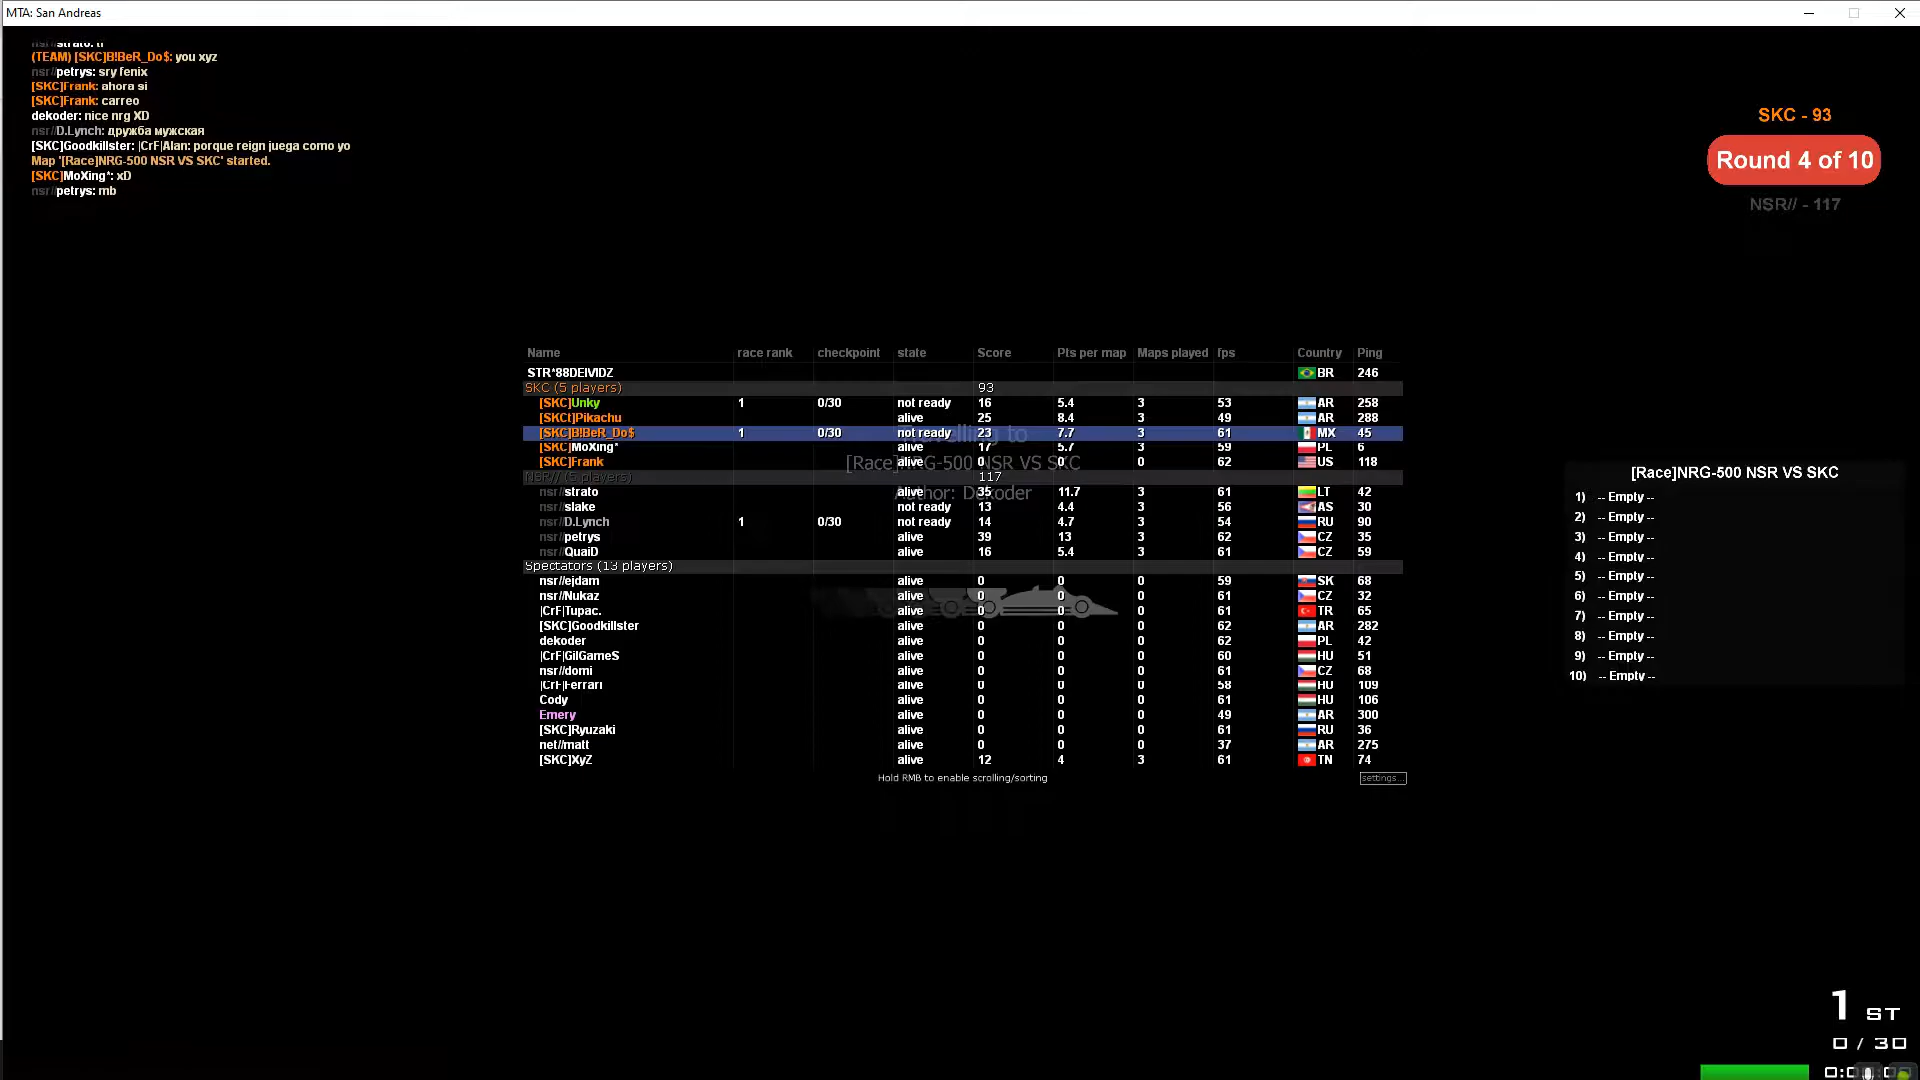 MTA: San Andreas
(TEAM) [SKC]B!BeR_Do$: you xyz
nsr//petrys: sry fenix
[SKC]Frank: ahora si
[SKC]Frank: carreo
dekoder: nice nrg XD
nsr//D.Lynch: дружба мужская
[SKC]Goodkillster: |CrF|Alan: porque reign juega como yo
Map '[Race]NRG-500 NSR VS SKC' started.
[SKC]MoXing*: xD
nsr//petrys: mb
SKC - 93
Round 4 of 10
NSR// - 117
Name race rank checkpoint state Score Pts per map Maps played fps Country Ping
STR*88DEIVIDZ BR 246
SKC (5 players) 93
[SKC]Unky 1 0/30 not ready 16 5.4 3 53 AR 258
[SKCt]Pikachu alive 25 8.4 3 49 AR 288
[SKC]B!BeR_Do$ 1 0/30 not ready 23 7.7 3 61 MX 45
[SKC]MoXing* alive 17 5.7 3 59 PL 6
[SKC]Frank alive 0 0 0 62 US 118
NSR// (5 players) 117
nsr//strato alive 35 11.7 3 61 LT 42
nsr//slake not ready 13 4.4 3 56 AS 30
nsr//D.Lynch 1 0/30 not ready 14 4.7 3 54 RU 90
nsr//petrys alive 39 13 3 62 CZ 35
nsr//QuaiD alive 16 5.4 3 61 CZ 59
Spectators (13 players)
nsr//ejdam alive 0 0 0 59 SK 68
nsr//Nukaz alive 0 0 0 61 CZ 32
|CrF|Tupac. alive 0 0 0 61 TR 65
[SKC]Goodkillster alive 0 0 0 62 AR 282
dekoder alive 0 0 0 62 PL 42
|CrF|GilGameS alive 0 0 0 60 HU 51
nsr//domi alive 0 0 0 61 CZ 68
|CrF|Ferrari alive 0 0 0 58 HU 109
Cody alive 0 0 0 61 HU 106
Emery alive 0 0 0 49 AR 300
[SKC]Ryuzaki alive 0 0 0 61 RU 36
net//matt alive 0 0 0 37 AR 275
[SKC]XyZ alive 12 4 3 61 TN 74
Hold RMB to enable scrolling/sorting
settings...
Travelling to
[Race]NRG-500 NSR VS SKC
Author: Dekoder
[Race]NRG-500 NSR VS SKC
1) -- Empty --
2) -- Empty --
3) -- Empty --
4) -- Empty --
5) -- Empty --
6) -- Empty --
7) -- Empty --
8) -- Empty --
9) -- Empty --
10) -- Empty --
1 ST
0 / 30